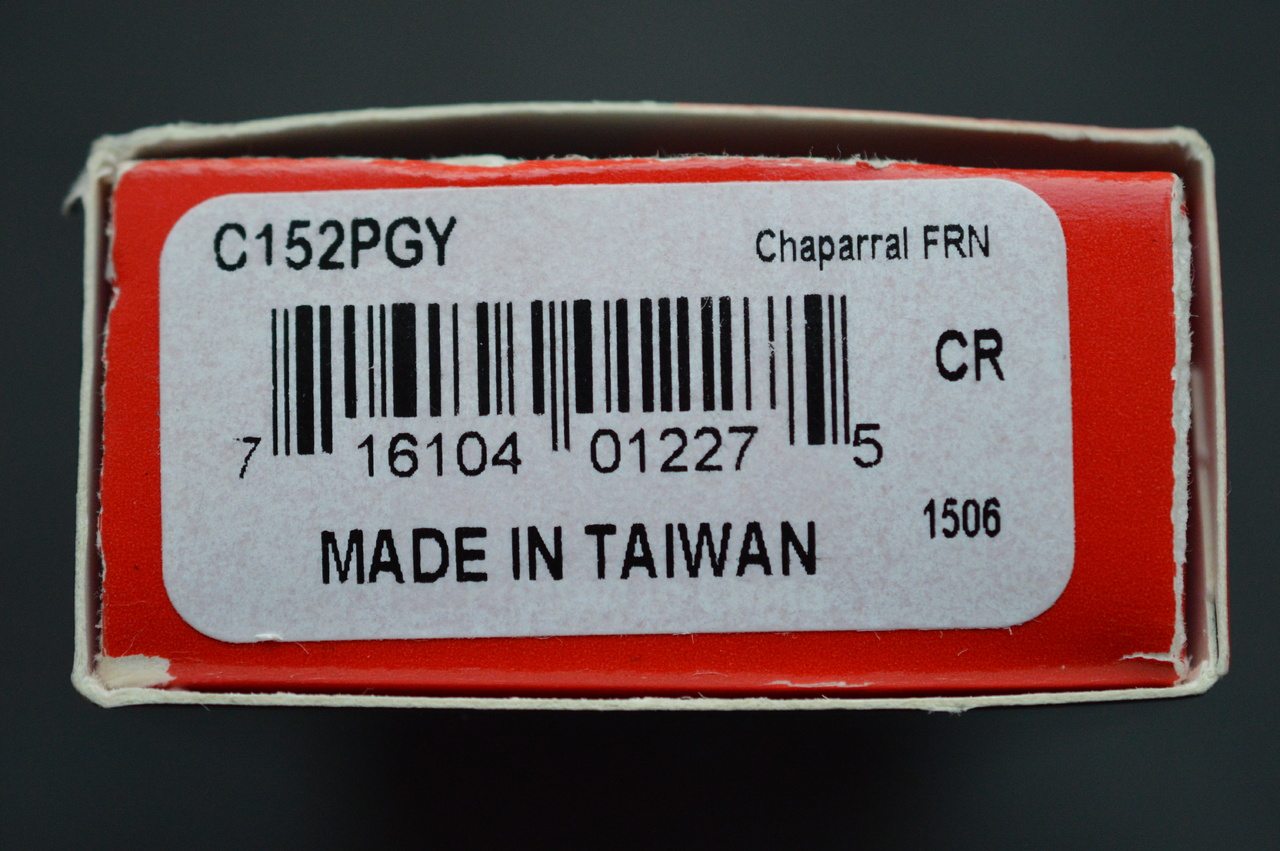 C152PGY Chaparral FRN
CR
7 16104 01227 5
1506
MADE IN TAIWAN